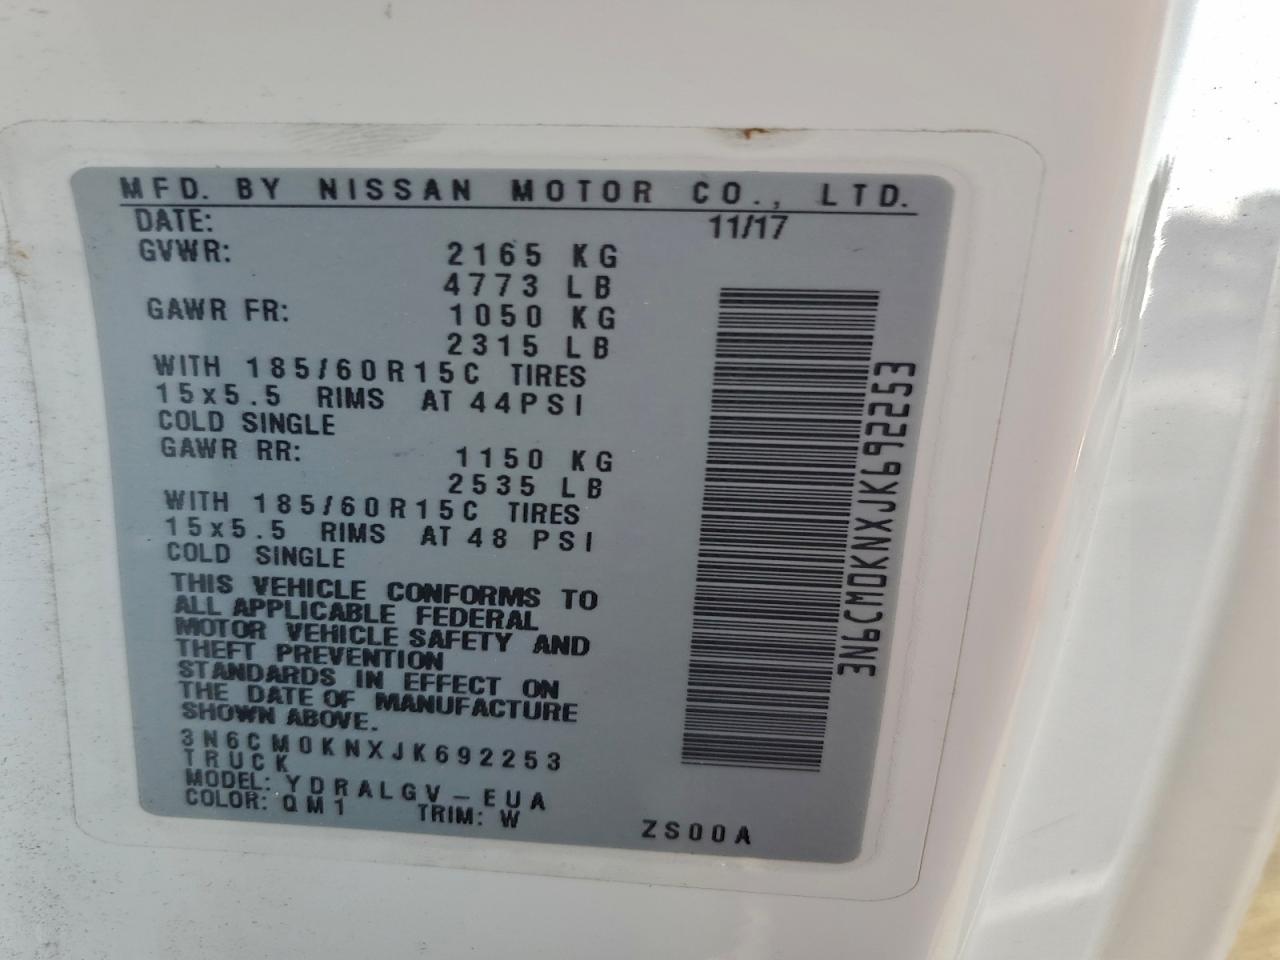 MFD. BY NISSAN MOTOR CO., LTD.
DATE: 11/17
GVWR: 2165 KG
4773 LB
GAWR FR: 1050 KG
2315 LB
WITH 185/60R15C TIRES
15x5.5 RIMS AT 44PSI
COLD SINGLE
GAWR RR: 1150 KG
2535 LB
WITH 185/60R15C TIRES
15x5.5 RIMS AT 48 PSI
COLD SINGLE
THIS VEHICLE CONFORMS TO
ALL APPLICABLE FEDERAL
MOTOR VEHICLE SAFETY AND
THEFT PREVENTION
STANDARDS IN EFFECT ON
THE DATE OF MANUFACTURE
SHOWN ABOVE.
3N6CM0KNXJK692253
TRUCK
MODEL: YDRALGV-EUA
COLOR: QM1 TRIM: W
ZS00A
3N6CM0KNXJK692253